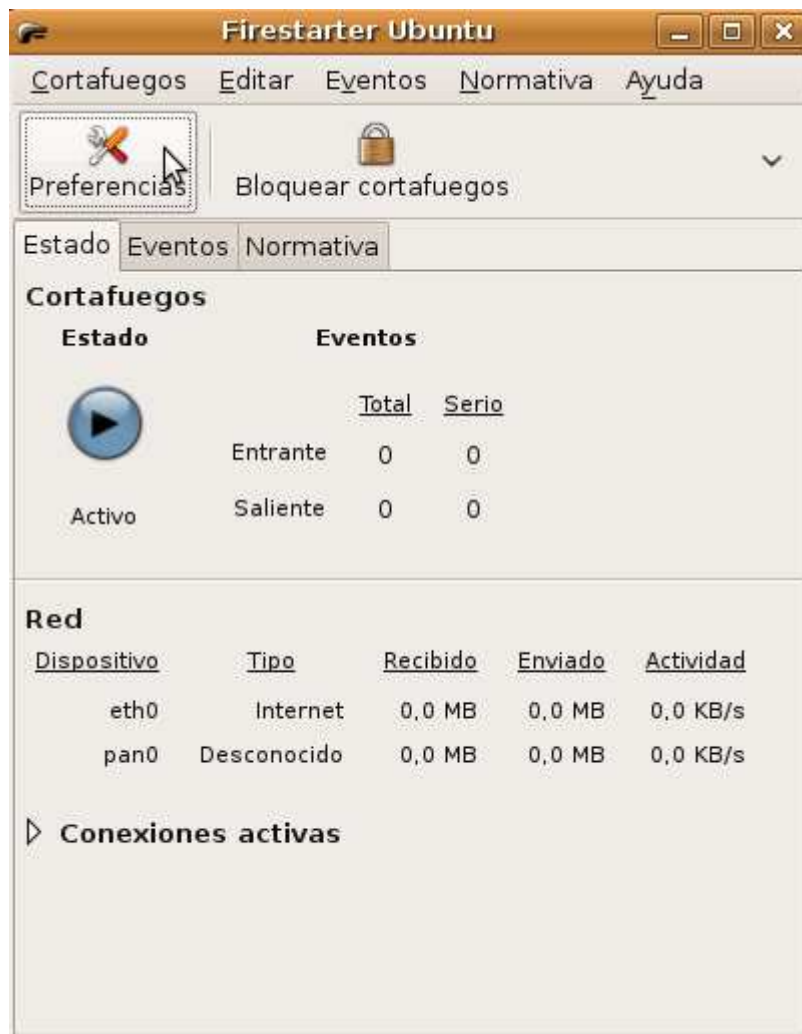 Firestarter Ubuntu
Cortafuegos Editar Eventos Normativa Ayuda
Preferencias Bloquear cortafuegos
Estado Eventos Normativa
Cortafuegos
Estado Eventos
Total Serio
Entrante 0 0
Saliente 0 0
Activo
Red
Dispositivo Tipo Recibido Enviado Actividad
eth0 Internet 0,0 MB 0,0 MB 0,0 KB/s
pan0 Desconocido 0,0 MB 0,0 MB 0,0 KB/s
Conexiones activas